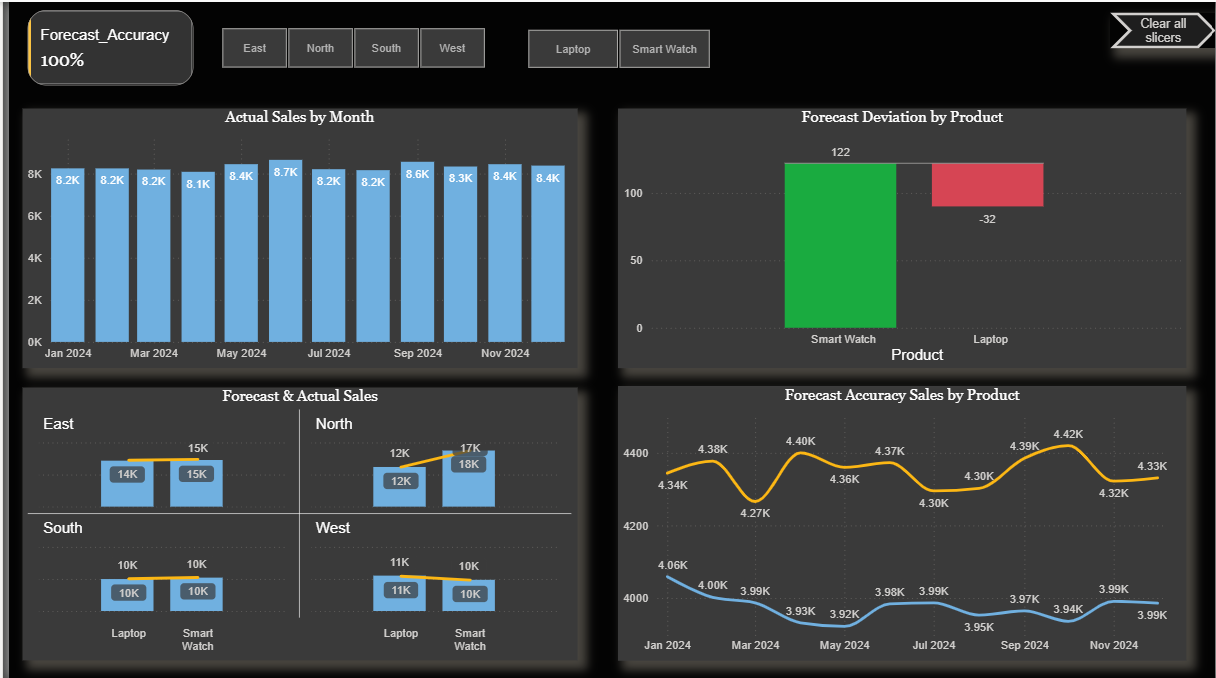 Forecast_Accuracy
100%
East North South West
Laptop Smart Watch
Clear all
slicers
Actual Sales by Month
8K
6K
4K
2K
0K
8.2K 8.2K 8.2K 8.1K 8.4K 8.7K 8.2K 8.2K 8.6K 8.3K 8.4K 8.4K
Jan 2024 Mar 2024 May 2024 Jul 2024 Sep 2024 Nov 2024
Forecast Deviation by Product
122
100
50
0
-32
Smart Watch Laptop
Product
Forecast & Actual Sales
East
15K
14K 15K
North
12K 17K
12K 18K
South
10K 10K
10K 10K
West
11K 10K
11K 10K
Laptop Smart
Watch
Laptop Smart
Watch
Forecast Accuracy Sales by Product
4400
4200
4000
4.34K 4.38K 4.27K 4.40K 4.36K 4.37K 4.30K 4.30K 4.39K 4.42K 4.32K 4.33K
4.06K 4.00K 3.99K 3.93K 3.92K 3.98K 3.99K 3.95K 3.97K 3.94K 3.99K 3.99K
Jan 2024 Mar 2024 May 2024 Jul 2024 Sep 2024 Nov 2024